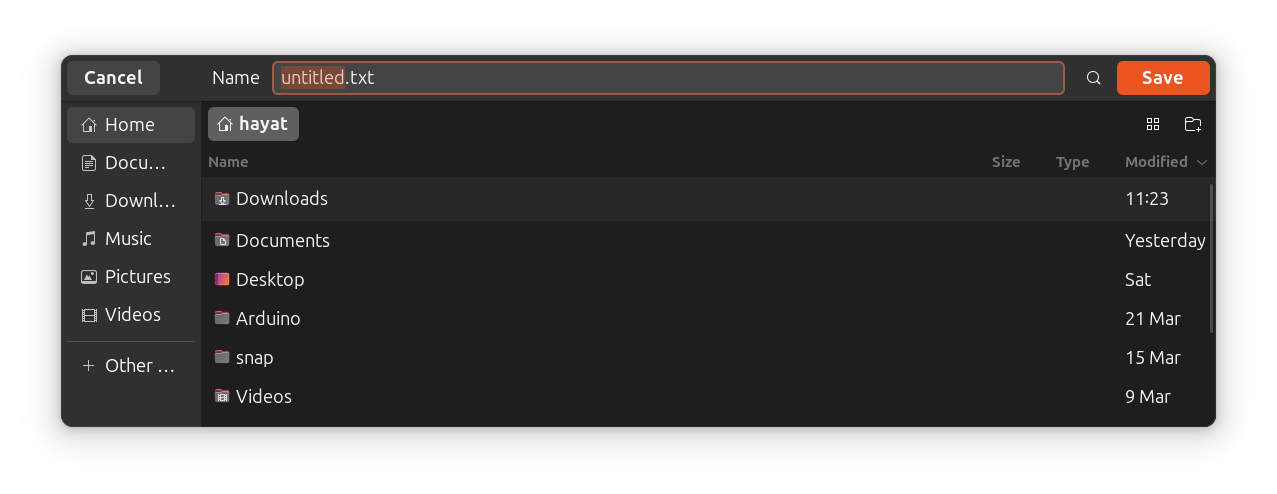 Cancel Name untitled.txt Save
Home
Docu...
Downl...
Music
Pictures
Videos
Other ...
hayat
Name Size Type Modified
Downloads 11:23
Documents Yesterday
Desktop Sat
Arduino 21 Mar
snap 15 Mar
Videos 9 Mar